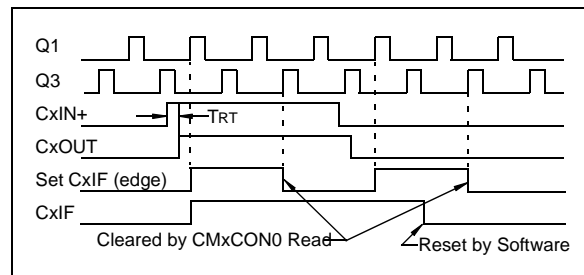 Q1
Q3
CxIN+
TRT
CxOUT
Set CxIF (edge)
CxIF
Cleared by CMxCON0 Read
Reset by Software